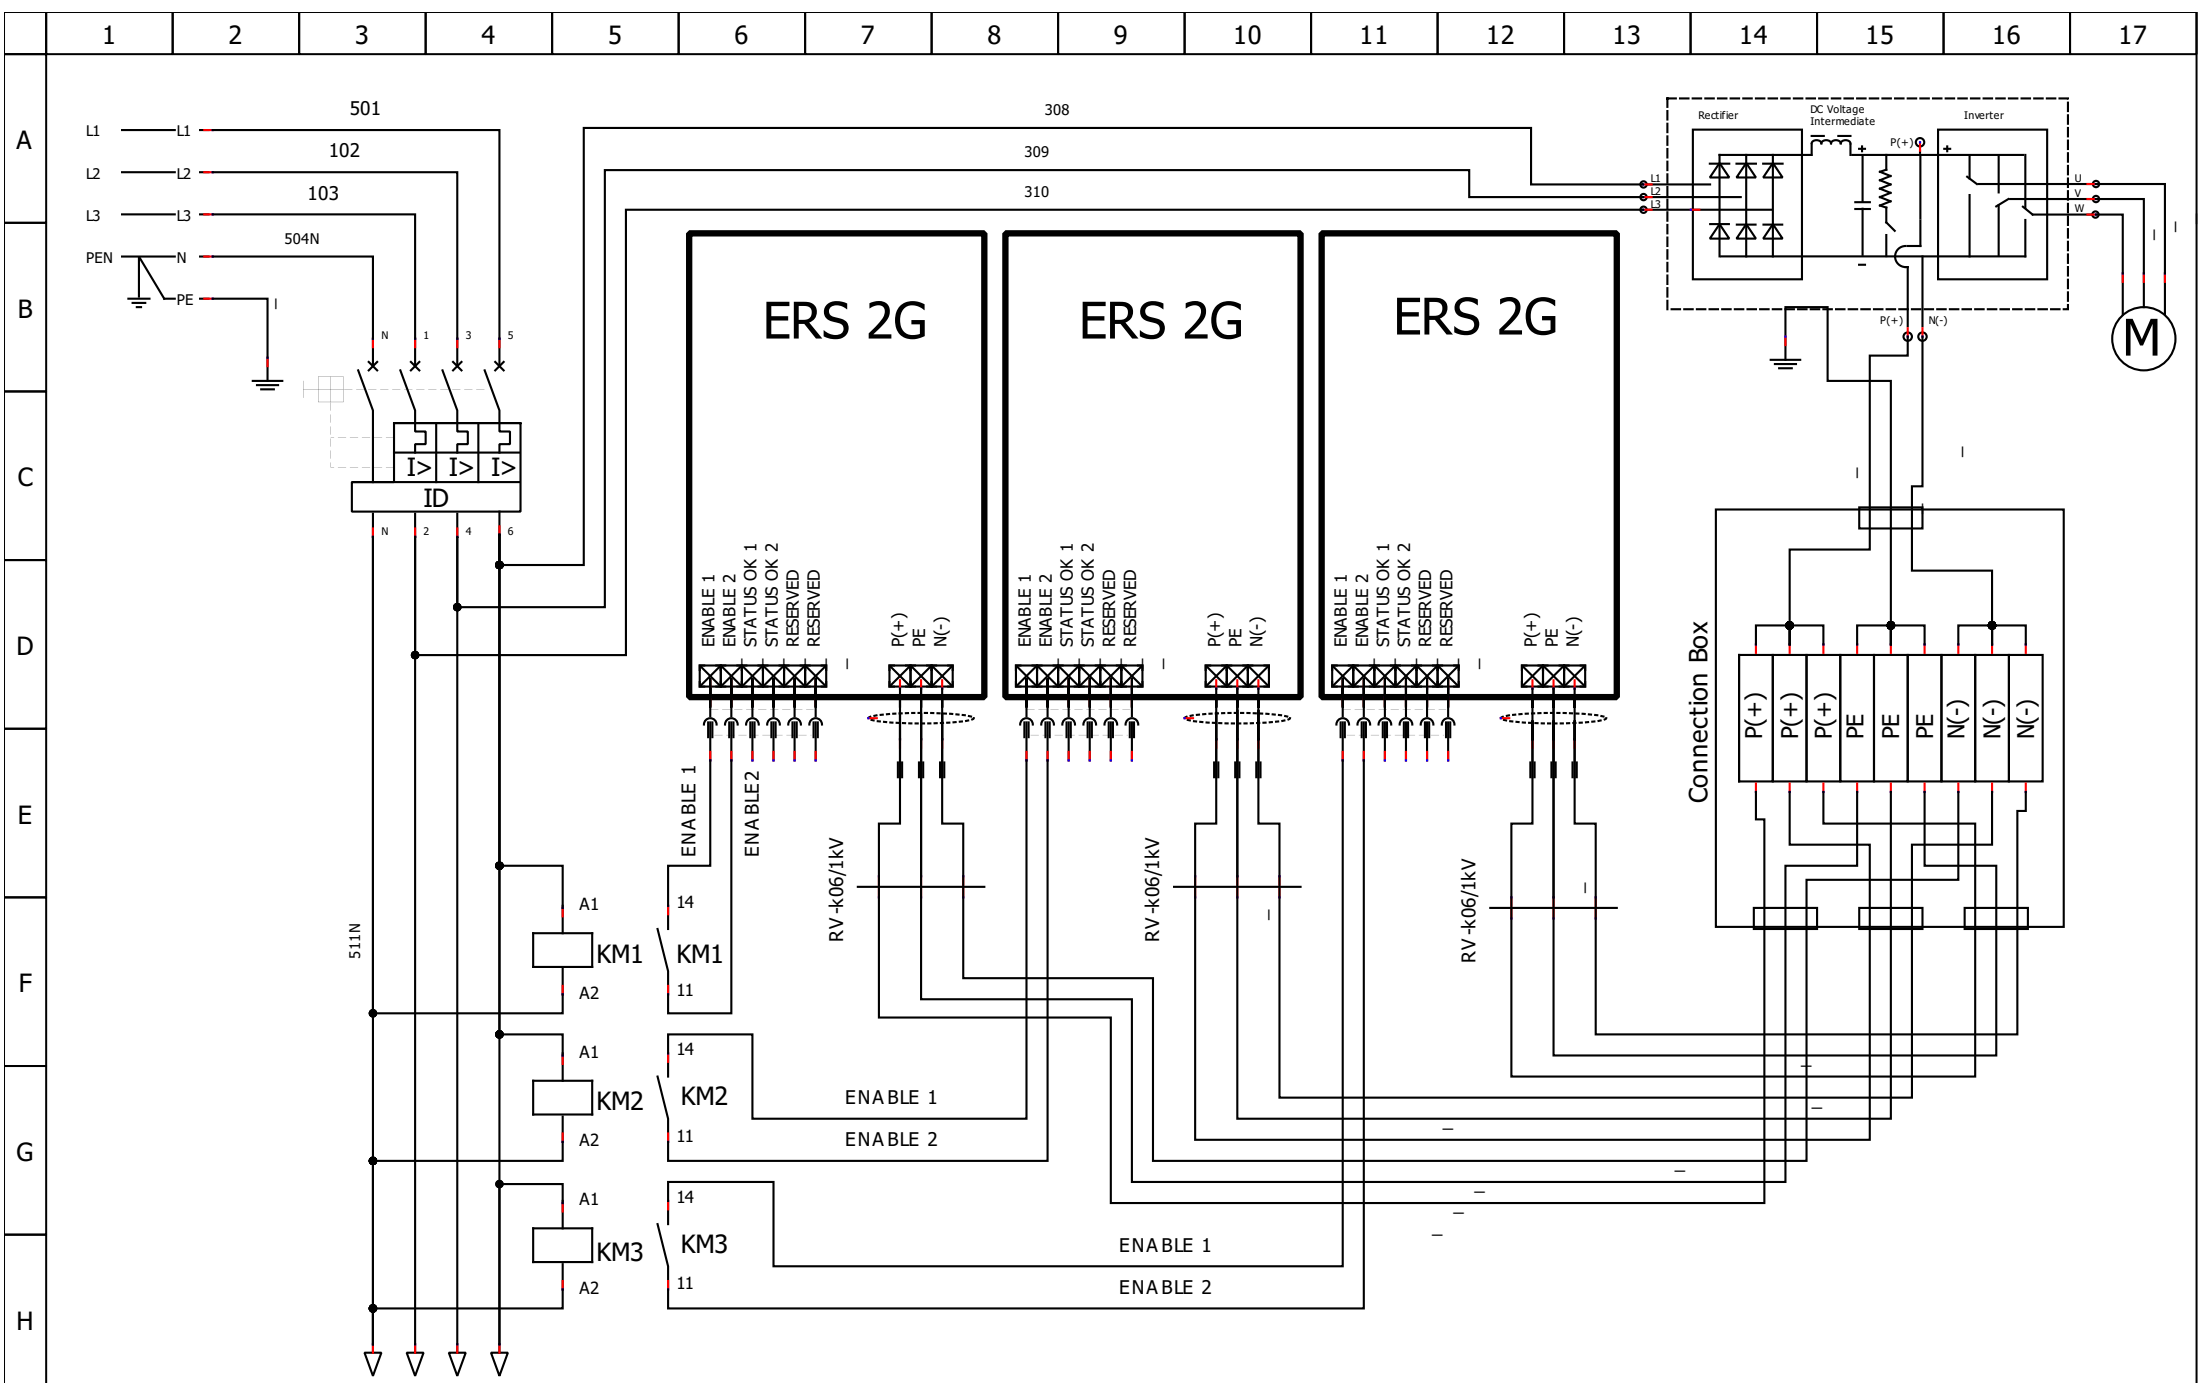 1 2 3 4 5 6 7 8 9 10 11 12 13 14 15 16 17
A
B
C
D
E
F
G
H
L1 L1 501
L2 L2 102
L3 L3 103
PEN N 504N
PE
308
309
310
N 1 3 5
I> I> I>
ID
N 2 4 6
511N
ERS 2G
ENABLE 1
ENABLE 2
STATUS OK 1
STATUS OK 2
RESERVED
RESERVED
P(+)
PE
N(-)
ERS 2G
ENABLE 1
ENABLE 2
STATUS OK 1
STATUS OK 2
RESERVED
RESERVED
P(+)
PE
N(-)
ERS 2G
ENABLE 1
ENABLE 2
STATUS OK 1
STATUS OK 2
RESERVED
RESERVED
P(+)
PE
N(-)
Rectifier
DC Voltage
Intermediate
Inverter
P(+)
+ +
−
L1
L2
L3
U
V
W
P(+) N(-)
M
Connection Box
P(+)
P(+)
P(+)
PE
PE
PE
N(-)
N(-)
N(-)
ENABLE 1
ENABLE 2
RV-k06/1kV
RV-k06/1kV
RV-k06/1kV
A1
KM1
A2
14
KM1
11
A1
KM2
A2
14
KM2
11
ENABLE 1
ENABLE 2
A1
KM3
A2
14
KM3
11
ENABLE 1
ENABLE 2